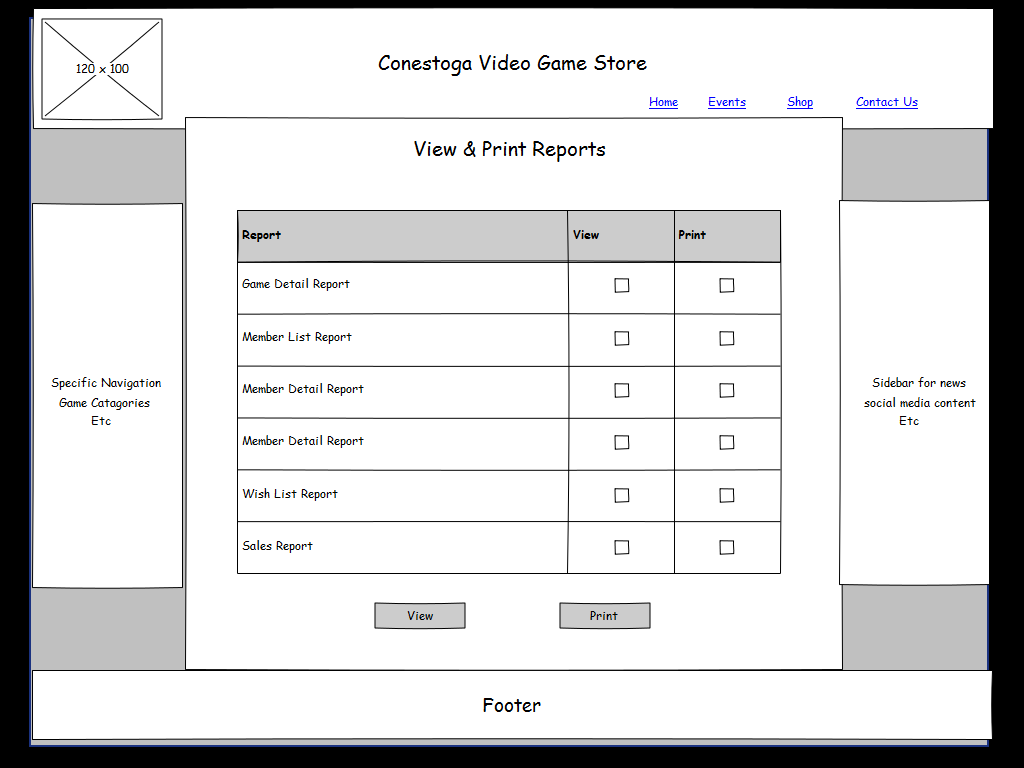 120 x 100
Conestoga Video Game Store
Home Events Shop Contact Us
View & Print Reports
Report View Print
Game Detail Report
Member List Report
Member Detail Report
Member Detail Report
Wish List Report
Sales Report
View Print
Specific Navigation
Game Catagories
Etc
Sidebar for news
social media content
Etc
Footer